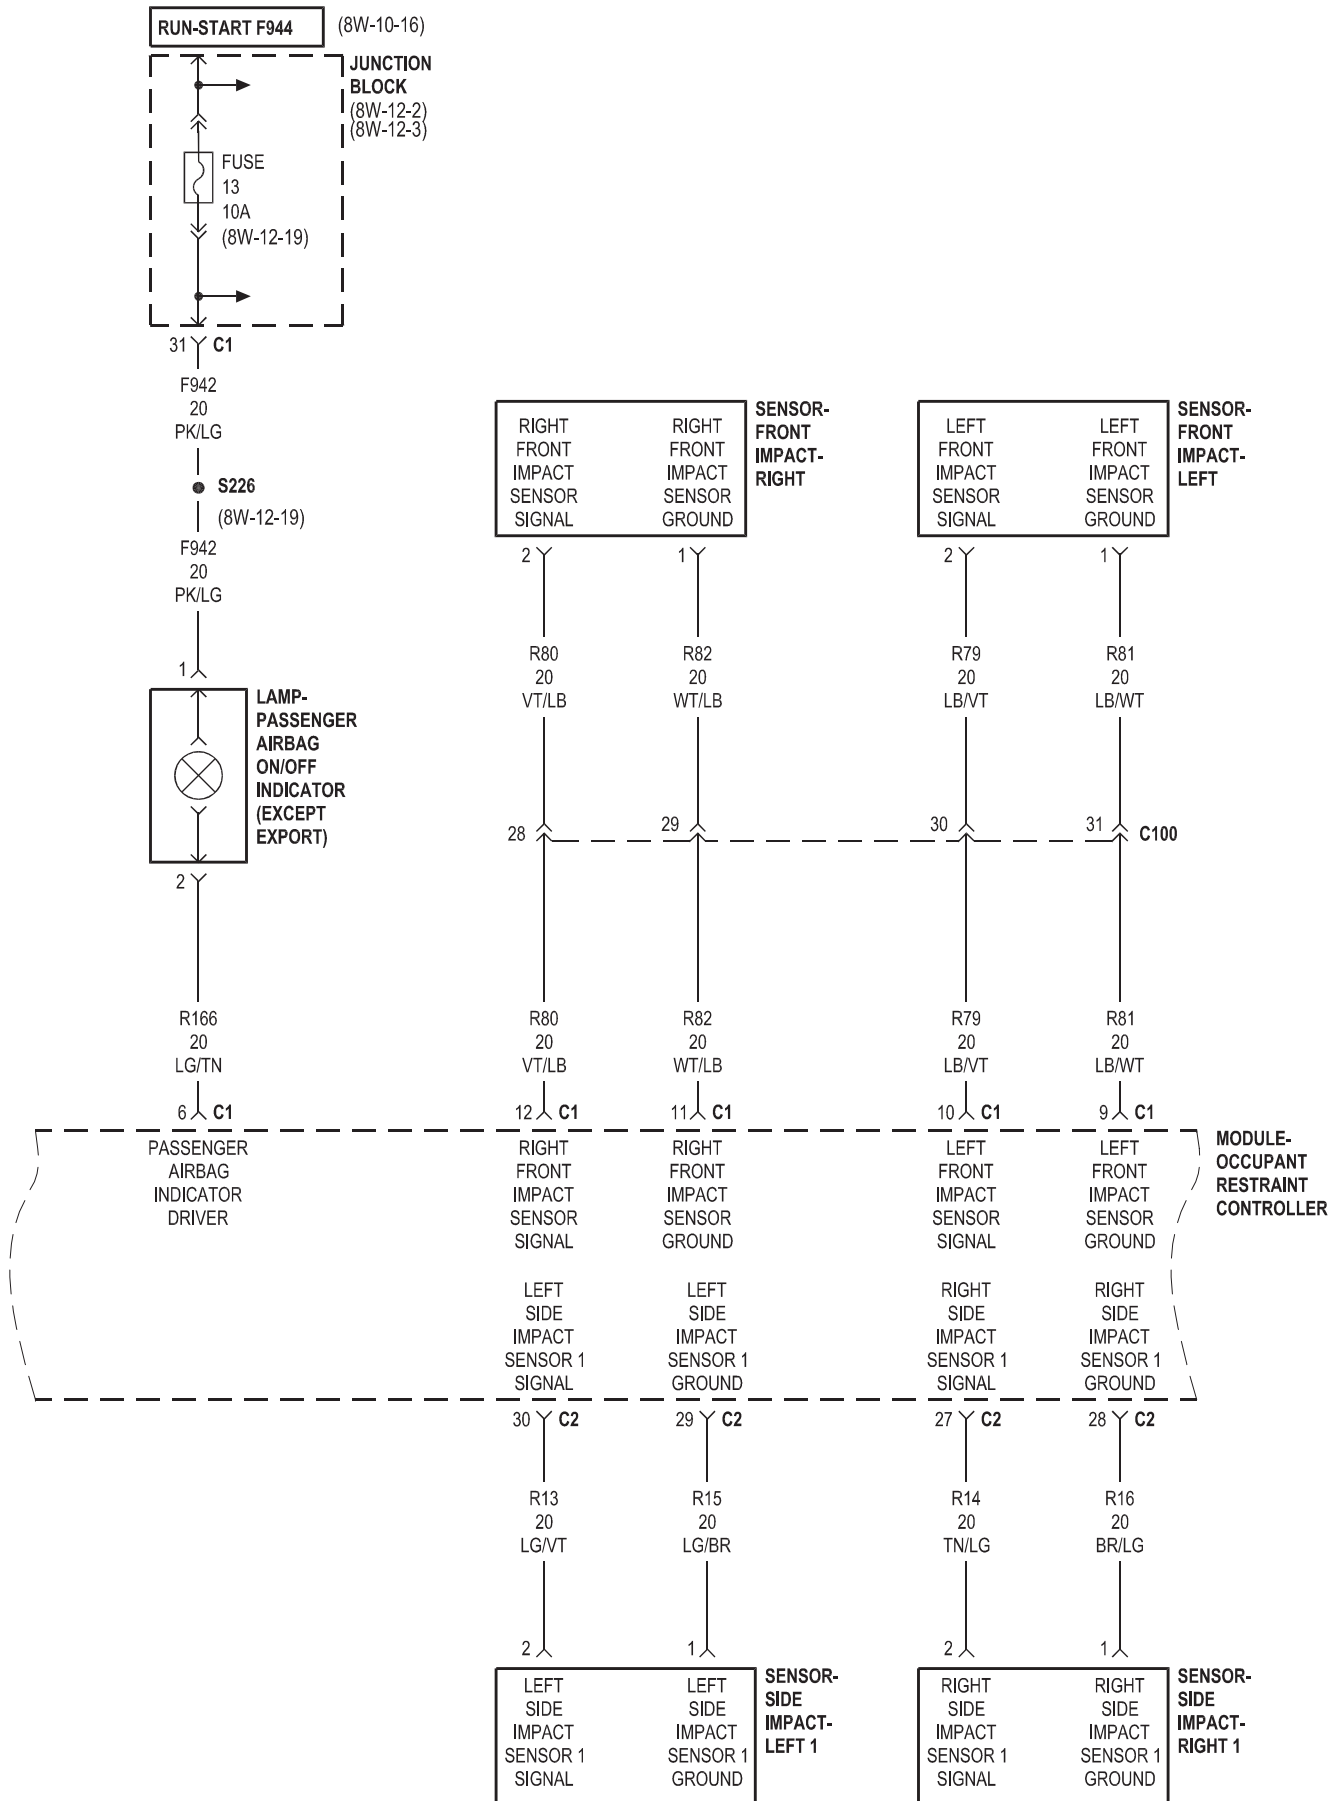 RUN-START F944 (8W-10-16)
JUNCTION
BLOCK
(8W-12-2)
(8W-12-3)
FUSE
13
10A
(8W-12-19)
31 C1
F942
20
PK/LG
S226
(8W-12-19)
F942
20
PK/LG
1
LAMP-
PASSENGER
AIRBAG
ON/OFF
INDICATOR
(EXCEPT
EXPORT)
2
R166
20
LG/TN
6 C1
RIGHT
FRONT
IMPACT
SENSOR
SIGNAL
RIGHT
FRONT
IMPACT
SENSOR
GROUND
SENSOR-
FRONT
IMPACT-
RIGHT
2
1
R80
20
VT/LB
R82
20
WT/LB
LEFT
FRONT
IMPACT
SENSOR
SIGNAL
LEFT
FRONT
IMPACT
SENSOR
GROUND
SENSOR-
FRONT
IMPACT-
LEFT
2
1
R79
20
LB/VT
R81
20
LB/WT
28
29
30
31
C100
R80
20
VT/LB
R82
20
WT/LB
R79
20
LB/VT
R81
20
LB/WT
12 C1
11 C1
10 C1
9 C1
PASSENGER
AIRBAG
INDICATOR
DRIVER
RIGHT
FRONT
IMPACT
SENSOR
SIGNAL
RIGHT
FRONT
IMPACT
SENSOR
GROUND
LEFT
FRONT
IMPACT
SENSOR
SIGNAL
LEFT
FRONT
IMPACT
SENSOR
GROUND
MODULE-
OCCUPANT
RESTRAINT
CONTROLLER
LEFT
SIDE
IMPACT
SENSOR 1
SIGNAL
LEFT
SIDE
IMPACT
SENSOR 1
GROUND
RIGHT
SIDE
IMPACT
SENSOR 1
SIGNAL
RIGHT
SIDE
IMPACT
SENSOR 1
GROUND
30 C2
29 C2
27 C2
28 C2
R13
20
LG/VT
R15
20
LG/BR
R14
20
TN/LG
R16
20
BR/LG
2
1
2
1
LEFT
SIDE
IMPACT
SENSOR 1
SIGNAL
LEFT
SIDE
IMPACT
SENSOR 1
GROUND
SENSOR-
SIDE
IMPACT-
LEFT 1
RIGHT
SIDE
IMPACT
SENSOR 1
SIGNAL
RIGHT
SIDE
IMPACT
SENSOR 1
GROUND
SENSOR-
SIDE
IMPACT-
RIGHT 1